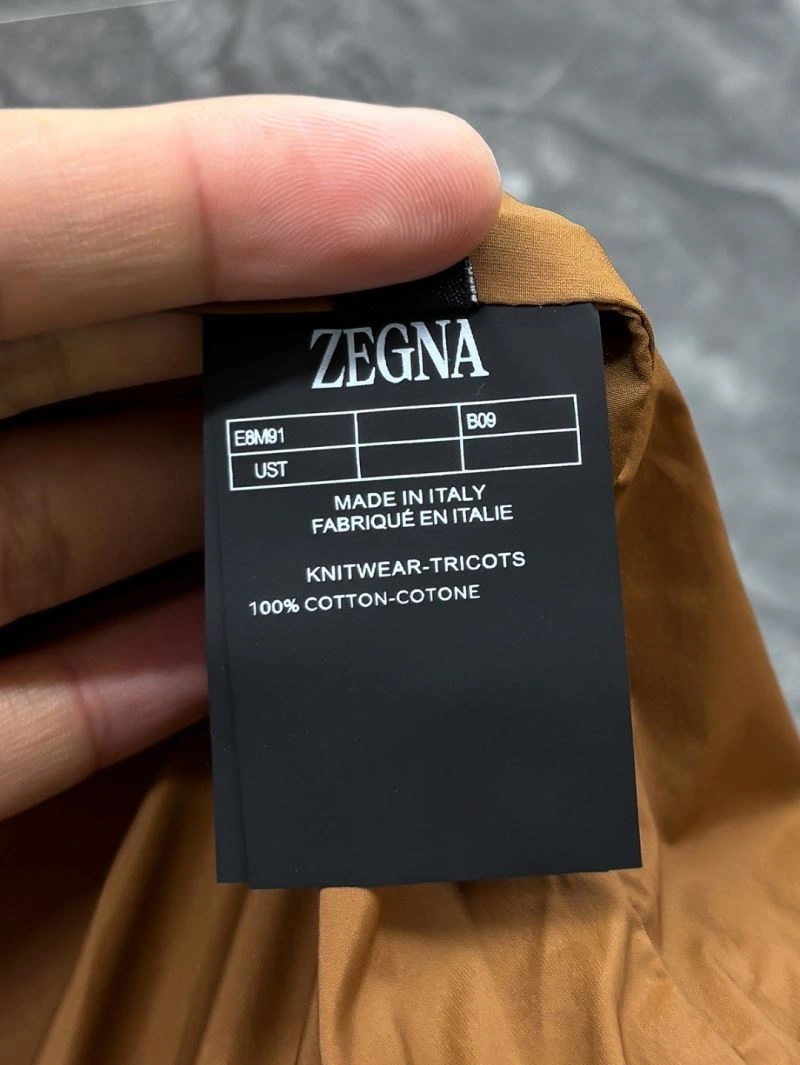 ZEGNA
E8M91 B09
UST
MADE IN ITALY
FABRIQUÉ EN ITALIE
KNITWEAR-TRICOTS
100% COTTON-COTONE